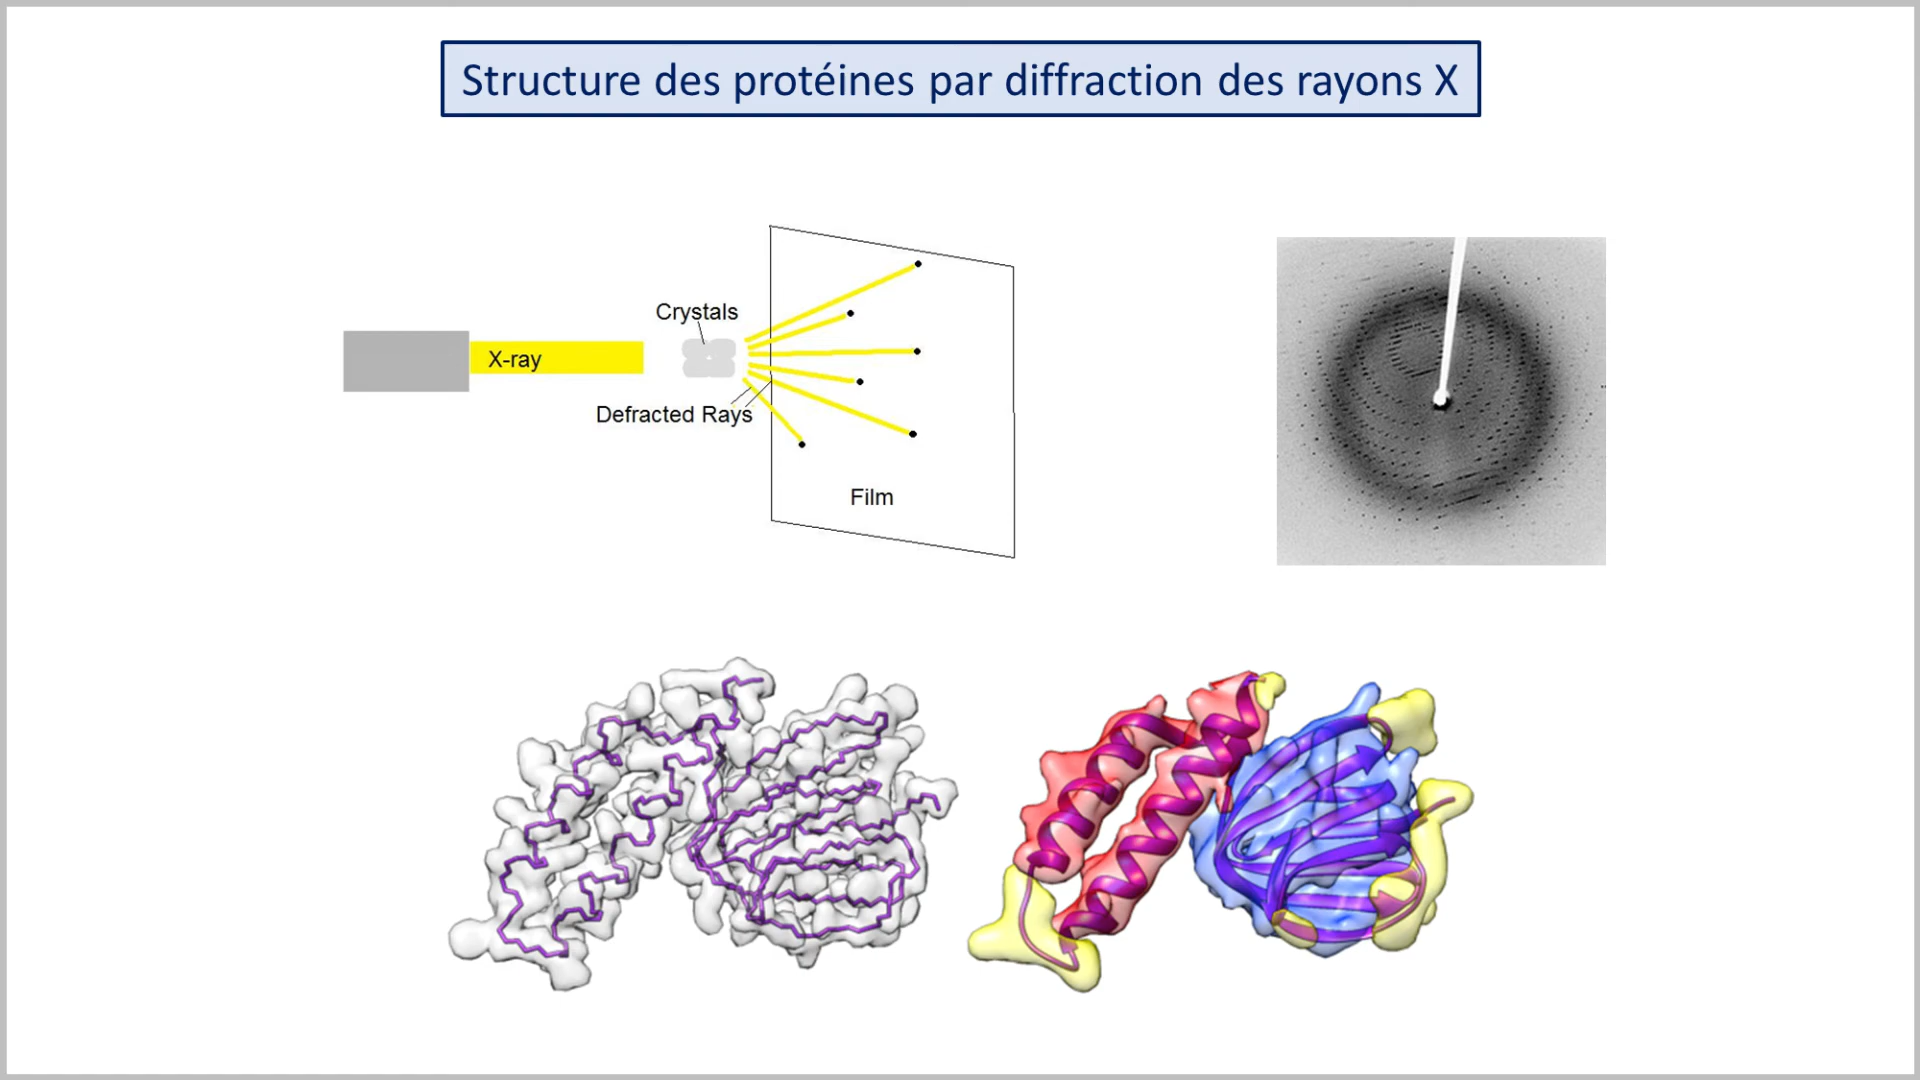 Structure des protéines par diffraction des rayons X
Crystals
X-ray
Defracted Rays
Film